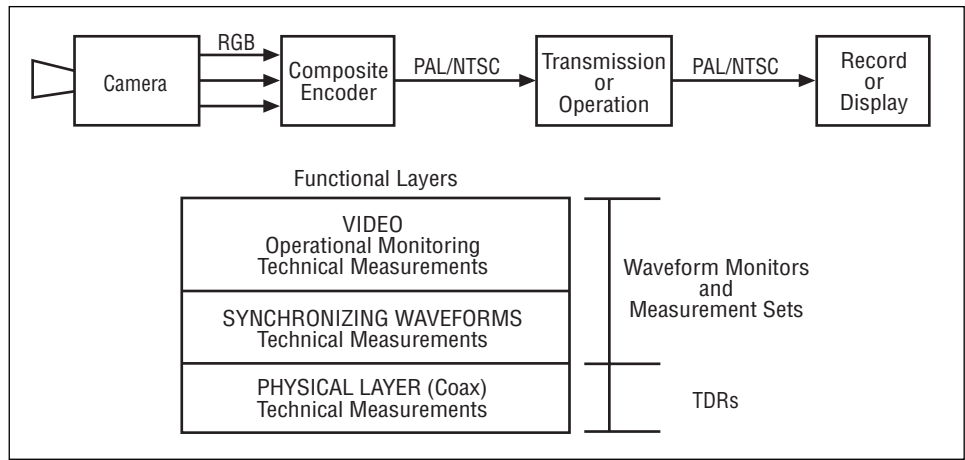 RGB
Camera
Composite
Encoder
PAL/NTSC
Transmission
or
Operation
PAL/NTSC
Record
or
Display
Functional Layers
VIDEO
Operational Monitoring
Technical Measurements
SYNCHRONIZING WAVEFORMS
Technical Measurements
PHYSICAL LAYER (Coax)
Technical Measurements
Waveform Monitors
and
Measurement Sets
TDRs